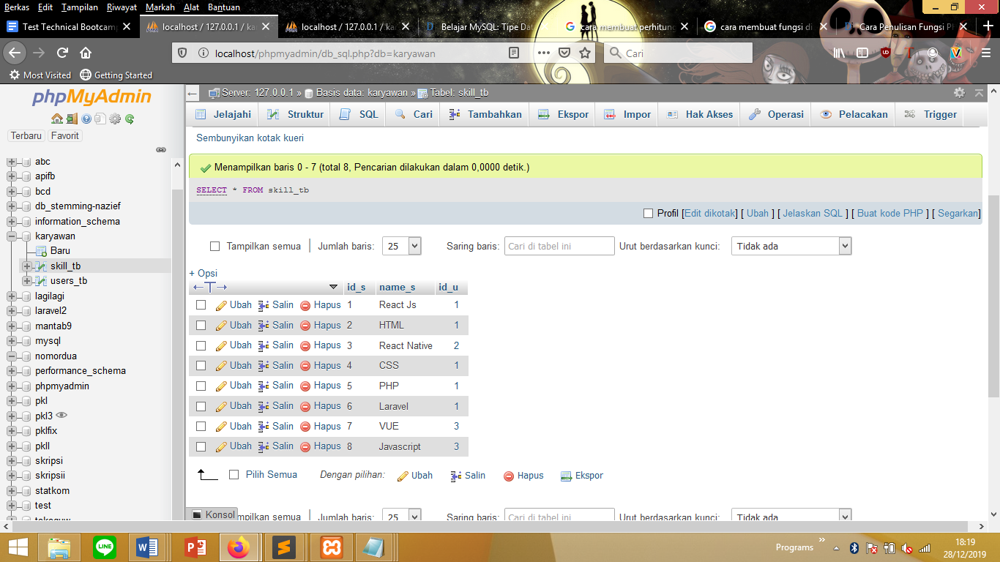 Berkas Edit Tampilan Riwayat Markah Alat Bantuan
Test Technical Bootcam localhost / 127.0.0.1 / ka localhost / 127.0.0.1 / ka Belajar MySQL: Tipe Dat cara membuat perhitun cara membuat fungsi di Cara Penulisan Fungsi P
localhost/phpmyadmin/db_sql.php?db=karyawan Cari
Most Visited Getting Started
phpMyAdmin
Terbaru Favorit
abc
apifb
bcd
db_stemming-nazief
information_schema
karyawan
Baru
skill_tb
users_tb
lagilagi
laravel2
mantab9
mysql
nomordua
performance_schema
phpmyadmin
pkl
pkl3
pklfix
pkll
skripsi
skripsii
statkom
test
Server: 127.0.0.1 » Basis data: karyawan » Tabel: skill_tb
Jelajahi Struktur SQL Cari Tambahkan Ekspor Impor Hak Akses Operasi Pelacakan Trigger
Sembunyikan kotak kueri
Menampilkan baris 0 - 7 (total 8, Pencarian dilakukan dalam 0,0000 detik.)
SELECT * FROM skill_tb
Profil [Edit dikotak] [ Ubah ] [ Jelaskan SQL ] [ Buat kode PHP ] [ Segarkan]
Tampilkan semua Jumlah baris: 25 Saring baris: Cari di tabel ini Urut berdasarkan kunci: Tidak ada
+ Opsi
←T→ id_s name_s id_u
Ubah Salin Hapus 1 React Js 1
Ubah Salin Hapus 2 HTML 1
Ubah Salin Hapus 3 React Native 2
Ubah Salin Hapus 4 CSS 1
Ubah Salin Hapus 5 PHP 1
Ubah Salin Hapus 6 Laravel 1
Ubah Salin Hapus 7 VUE 3
Ubah Salin Hapus 8 Javascript 3
Pilih Semua Dengan pilihan: Ubah Salin Hapus Ekspor
Konsol
mpilkan semua Jumlah baris: 25 Saring baris: Cari di tabel ini Urut berdasarkan kunci: Tidak ada
Programs » 18:19
28/12/2019